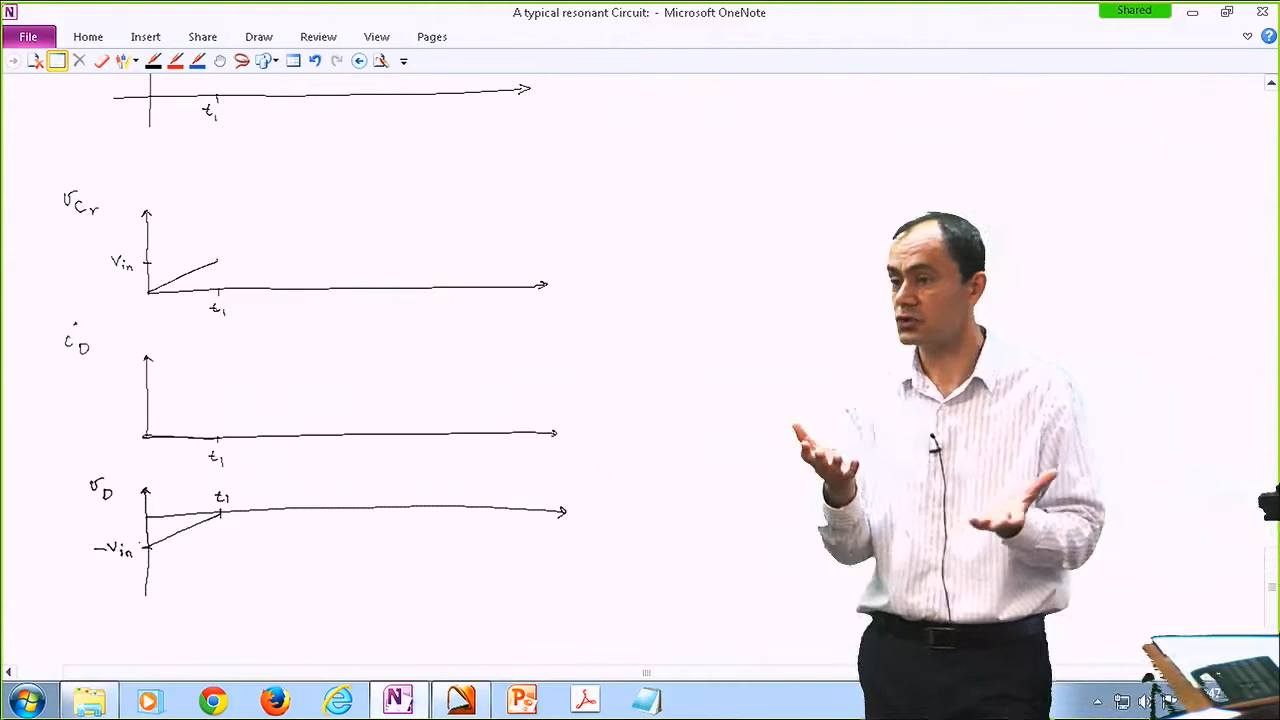 A typical resonant Circuit: - Microsoft OneNote
Shared
File Home Insert Share Draw Review View Pages
t1
vCr
Vin
t1
iD
t1
vD
t1
-Vin